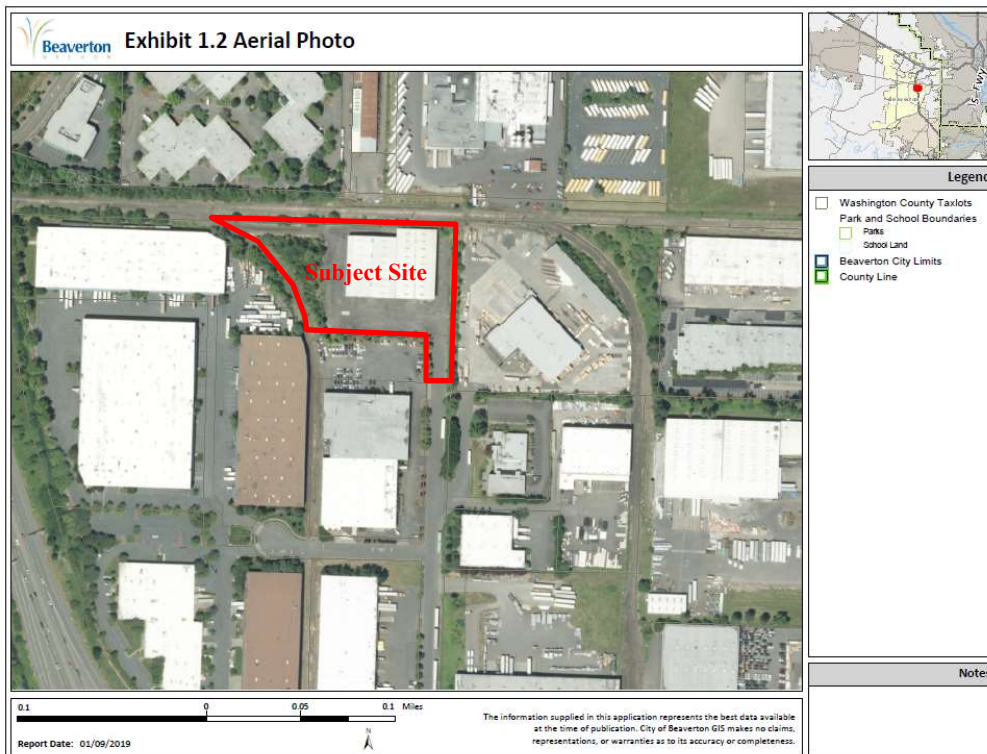 Beaverton
OREGON
Exhibit 1.2 Aerial Photo
S. Fwy
Legend
Washington County Taxlots
Park and School Boundaries
Parks
School Land
Beaverton City Limits
County Line
Subject Site
Notes
0.1 0 0.05 0.1 Miles
N
Report Date: 01/09/2019
The information supplied in this application represents the best data available
at the time of publication. City of Beaverton GIS makes no claims,
representations, or warranties as to its accuracy or completeness.